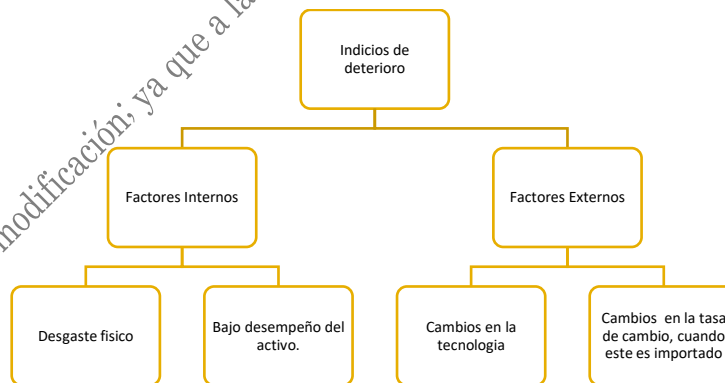 modificación; ya que a la
Indicios de
deterioro
Factores Internos
Factores Externos
Desgaste fisico
Bajo desempeño del
activo.
Cambios en la
tecnologia
Cambios en la tasa
de cambio, cuando
este es importado